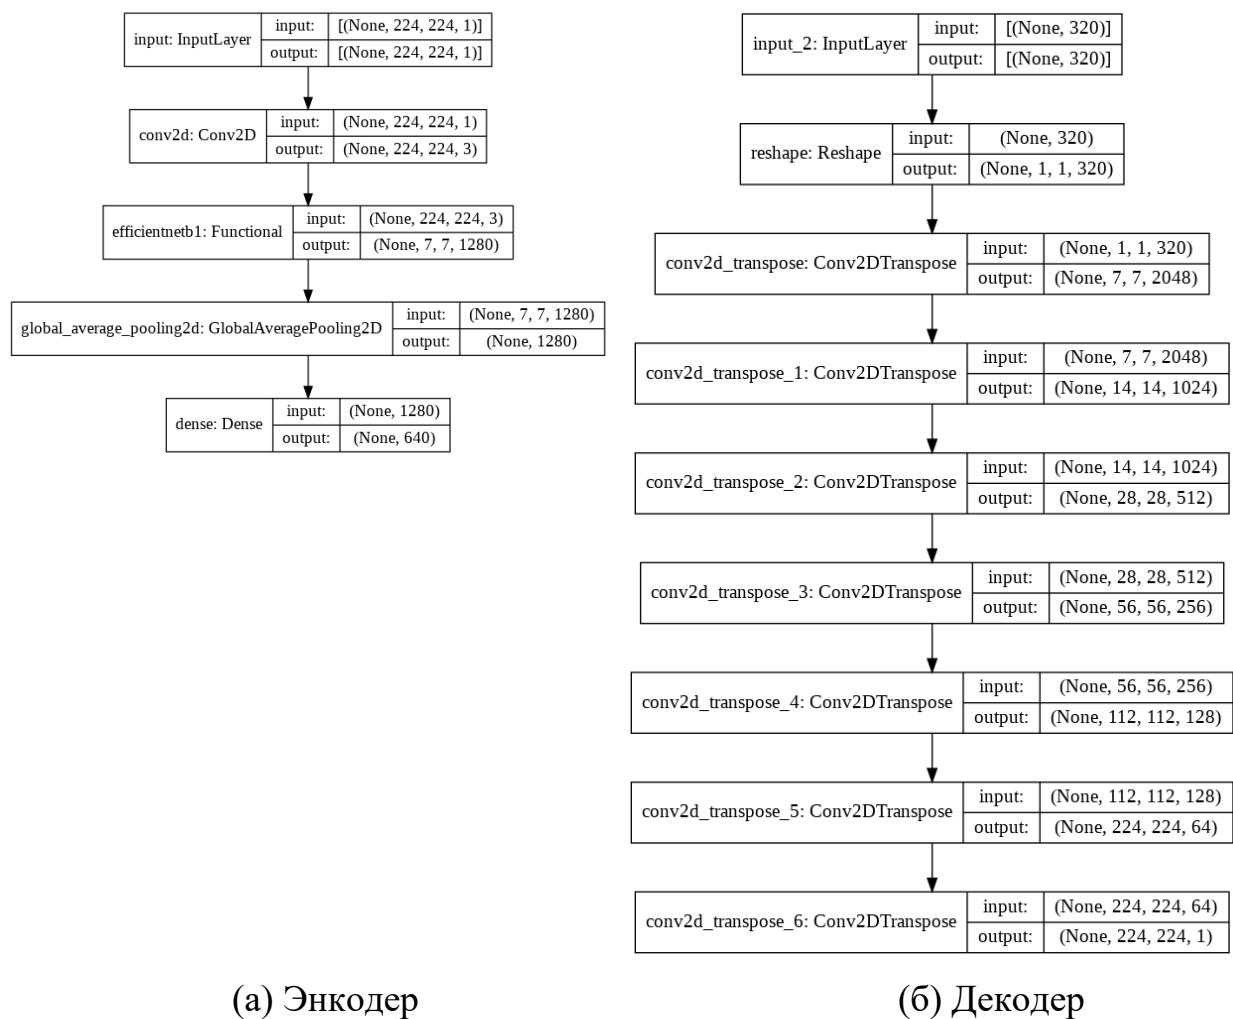 input: InputLayer
input: [(None, 224, 224, 1)]
output: [(None, 224, 224, 1)]
conv2d: Conv2D
input: (None, 224, 224, 1)
output: (None, 224, 224, 3)
efficientnetb1: Functional
input: (None, 224, 224, 3)
output: (None, 7, 7, 1280)
global_average_pooling2d: GlobalAveragePooling2D
input: (None, 7, 7, 1280)
output: (None, 1280)
dense: Dense
input: (None, 1280)
output: (None, 640)
(а) Энкодер
input_2: InputLayer
input: [(None, 320)]
output: [(None, 320)]
reshape: Reshape
input: (None, 320)
output: (None, 1, 1, 320)
conv2d_transpose: Conv2DTranspose
input: (None, 1, 1, 320)
output: (None, 7, 7, 2048)
conv2d_transpose_1: Conv2DTranspose
input: (None, 7, 7, 2048)
output: (None, 14, 14, 1024)
conv2d_transpose_2: Conv2DTranspose
input: (None, 14, 14, 1024)
output: (None, 28, 28, 512)
conv2d_transpose_3: Conv2DTranspose
input: (None, 28, 28, 512)
output: (None, 56, 56, 256)
conv2d_transpose_4: Conv2DTranspose
input: (None, 56, 56, 256)
output: (None, 112, 112, 128)
conv2d_transpose_5: Conv2DTranspose
input: (None, 112, 112, 128)
output: (None, 224, 224, 64)
conv2d_transpose_6: Conv2DTranspose
input: (None, 224, 224, 64)
output: (None, 224, 224, 1)
(б) Декодер